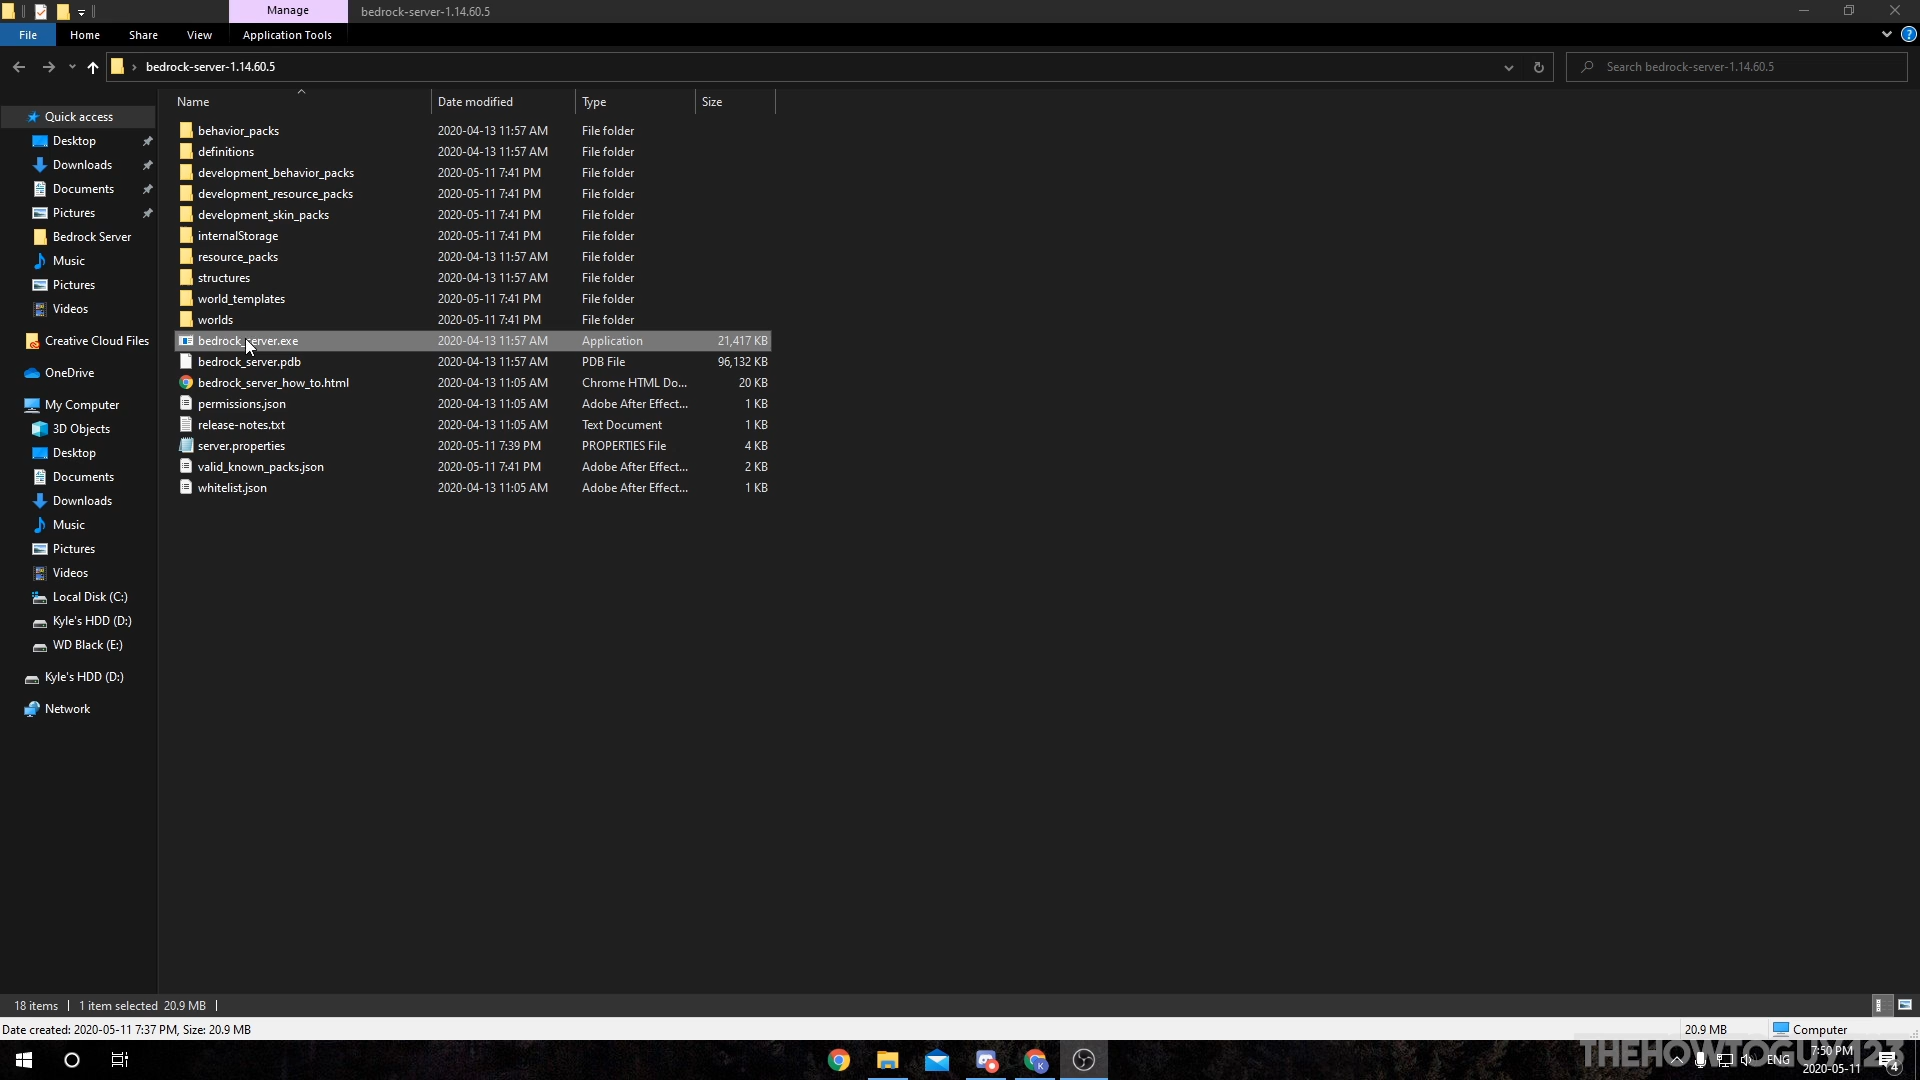 Manage
bedrock-server-1.14.60.5
File
Home
Share
View
Application Tools
bedrock-server-1.14.60.5
Search bedrock-server-1.14.60.5
Name
Date modified
Type
Size
behavior_packs 2020-04-13 11:57 AM File folder
definitions 2020-04-13 11:57 AM File folder
development_behavior_packs 2020-05-11 7:41 PM File folder
development_resource_packs 2020-05-11 7:41 PM File folder
development_skin_packs 2020-05-11 7:41 PM File folder
internalStorage 2020-05-11 7:41 PM File folder
resource_packs 2020-04-13 11:57 AM File folder
structures 2020-04-13 11:57 AM File folder
world_templates 2020-05-11 7:41 PM File folder
worlds 2020-05-11 7:41 PM File folder
bedrock_server.exe 2020-04-13 11:57 AM Application 21,417 KB
bedrock_server.pdb 2020-04-13 11:57 AM PDB File 96,132 KB
bedrock_server_how_to.html 2020-04-13 11:05 AM Chrome HTML Do... 20 KB
permissions.json 2020-04-13 11:05 AM Adobe After Effect... 1 KB
release-notes.txt 2020-04-13 11:05 AM Text Document 1 KB
server.properties 2020-05-11 7:39 PM PROPERTIES File 4 KB
valid_known_packs.json 2020-05-11 7:41 PM Adobe After Effect... 2 KB
whitelist.json 2020-04-13 11:05 AM Adobe After Effect... 1 KB
Quick access
Desktop
Downloads
Documents
Pictures
Bedrock Server
Music
Pictures
Videos
Creative Cloud Files
OneDrive
My Computer
3D Objects
Desktop
Documents
Downloads
Music
Pictures
Videos
Local Disk (C:)
Kyle's HDD (D:)
WD Black (E:)
Kyle's HDD (D:)
Network
18 items
1 item selected 20.9 MB
Date created: 2020-05-11 7:37 PM, Size: 20.9 MB
20.9 MB
Computer
THEHOWTOGUY123
ENG
7:50 PM
2020-05-11
4
K